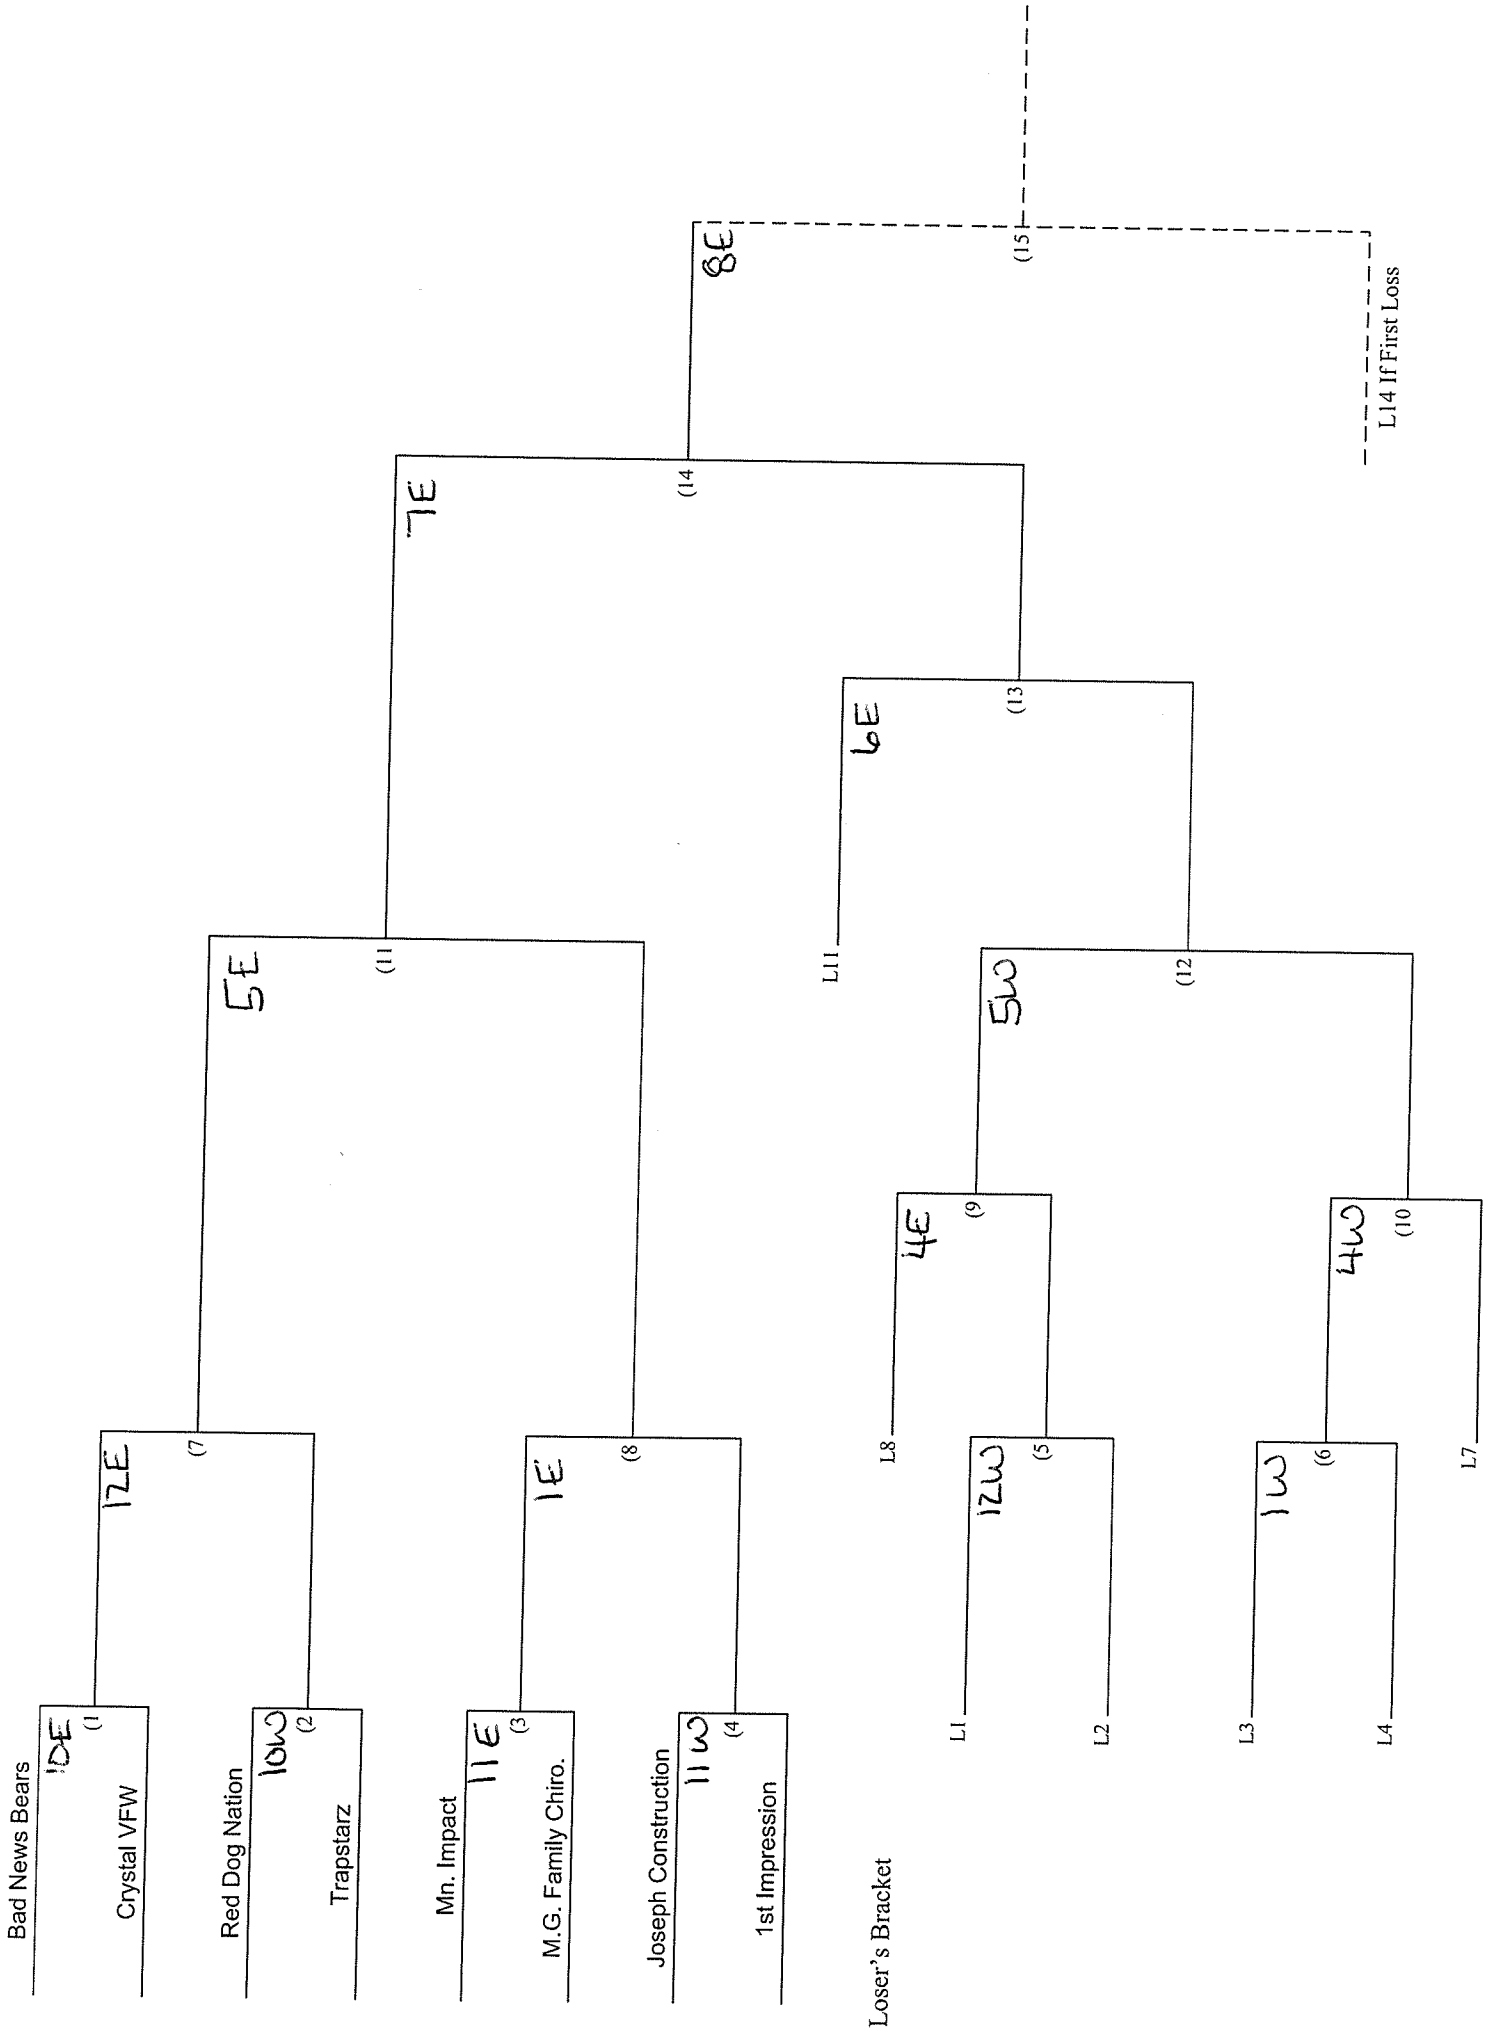 Bad News Bears
10E
(1
Crystal VFW
12E
(7
Red Dog Nation
10W
(2
Trapstarz
5E
(11
Mn. Impact
11E
(3
M.G. Family Chiro.
1E
(8
Joseph Construction
11W
(4
1st Impression
7E
(14
8E
(15
L14 If First Loss
Loser's Bracket
L8
4E
(9
L1
12W
(5
L2
5W
(12
L11
6E
(13
L3
1W
(6
L4
4W
(10
L7